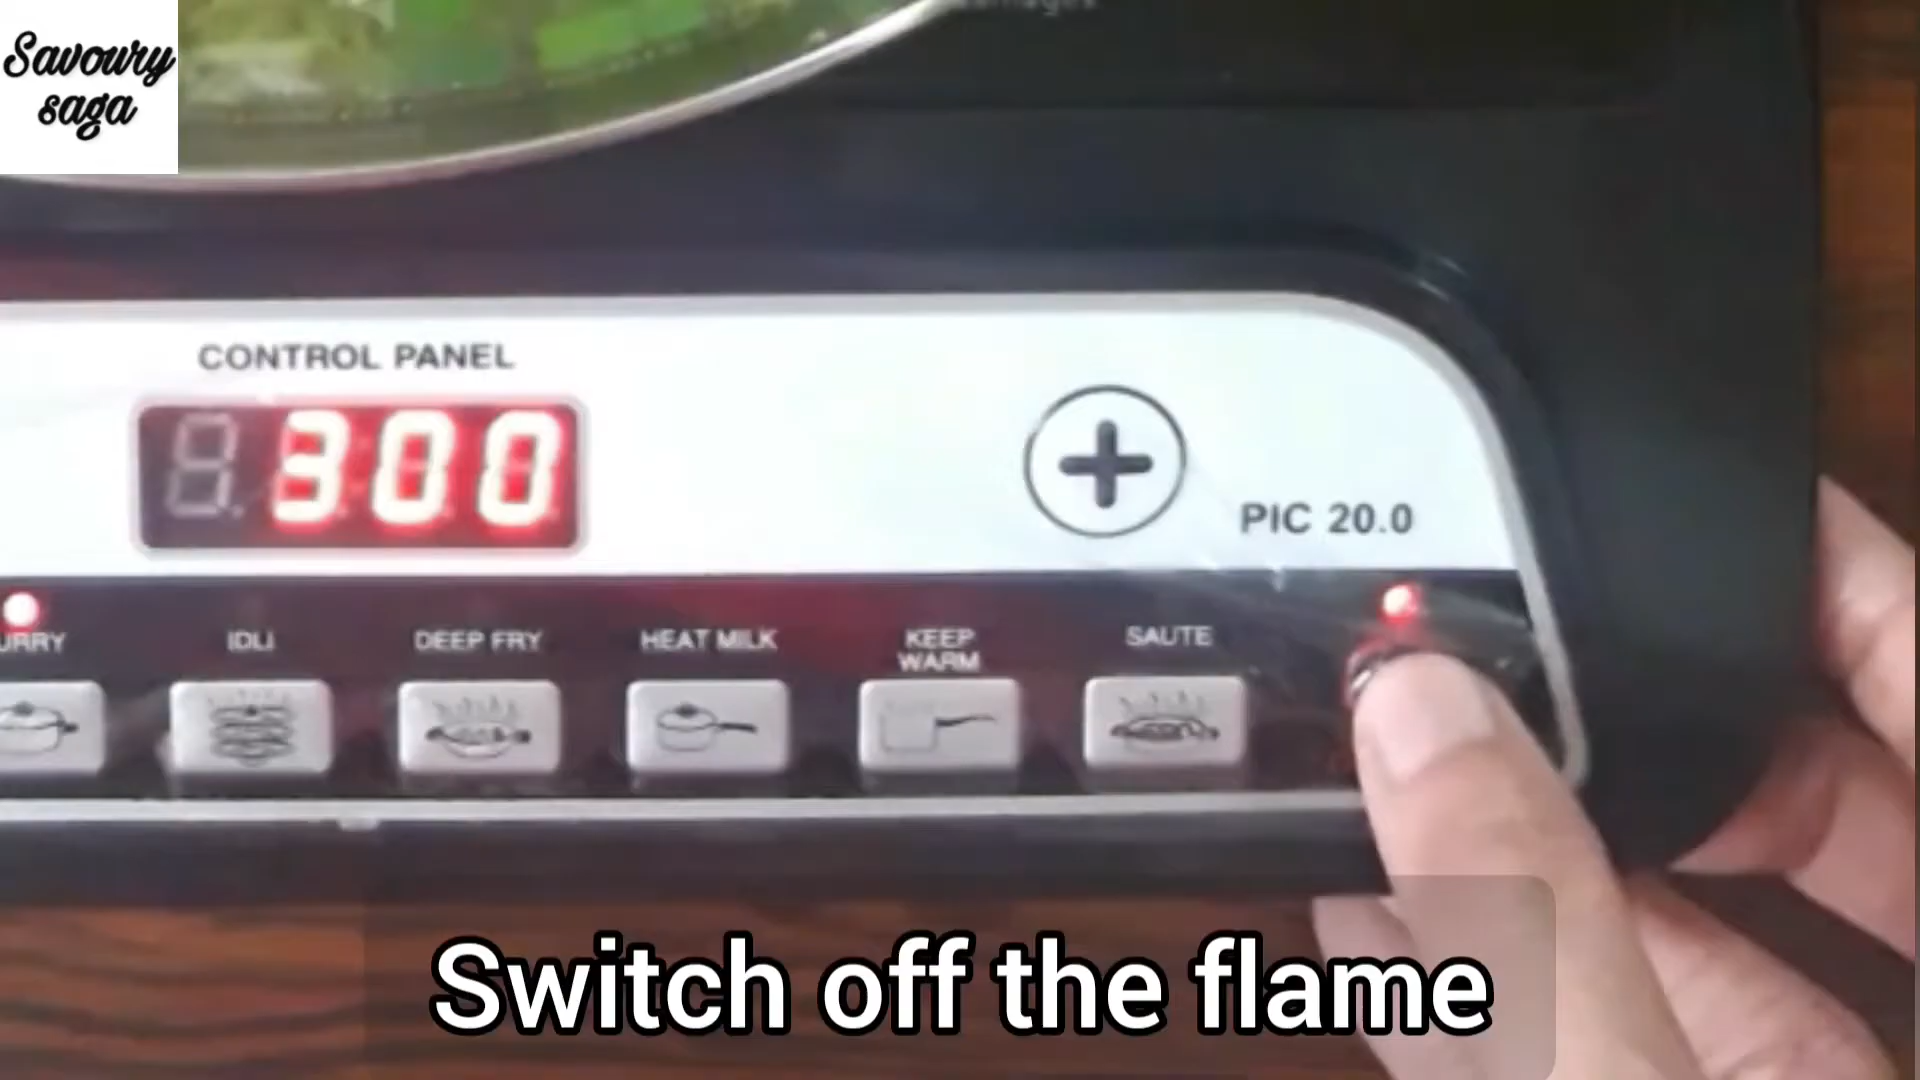 Savoury
saga
CONTROL PANEL
300
PIC 20.0
IDLI
DEEP FRY
HEAT MILK
KEEP
WARM
SAUTE
Switch off the flame